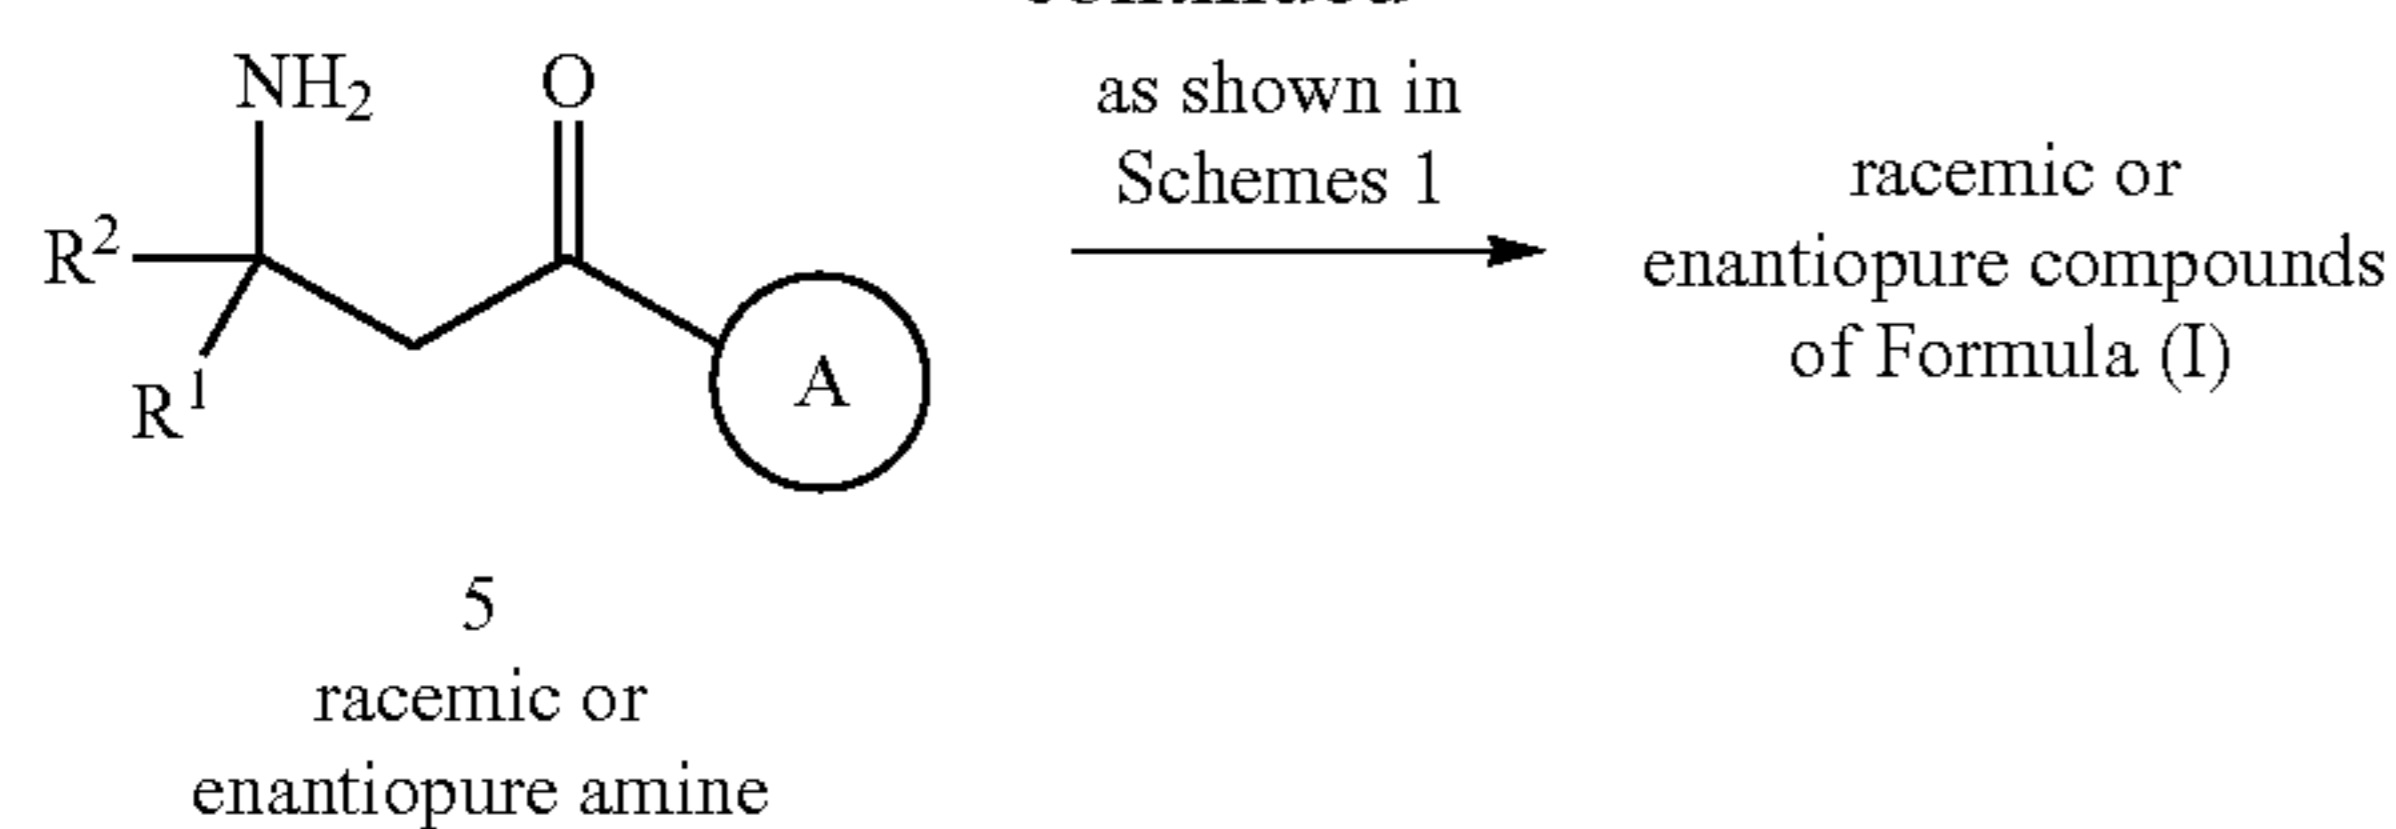 NH₂
O
R²
R¹
A
5
racemic or
enantiopure amine
as shown in
Schemes 1
racemic or
enantiopure compounds
of Formula (I)